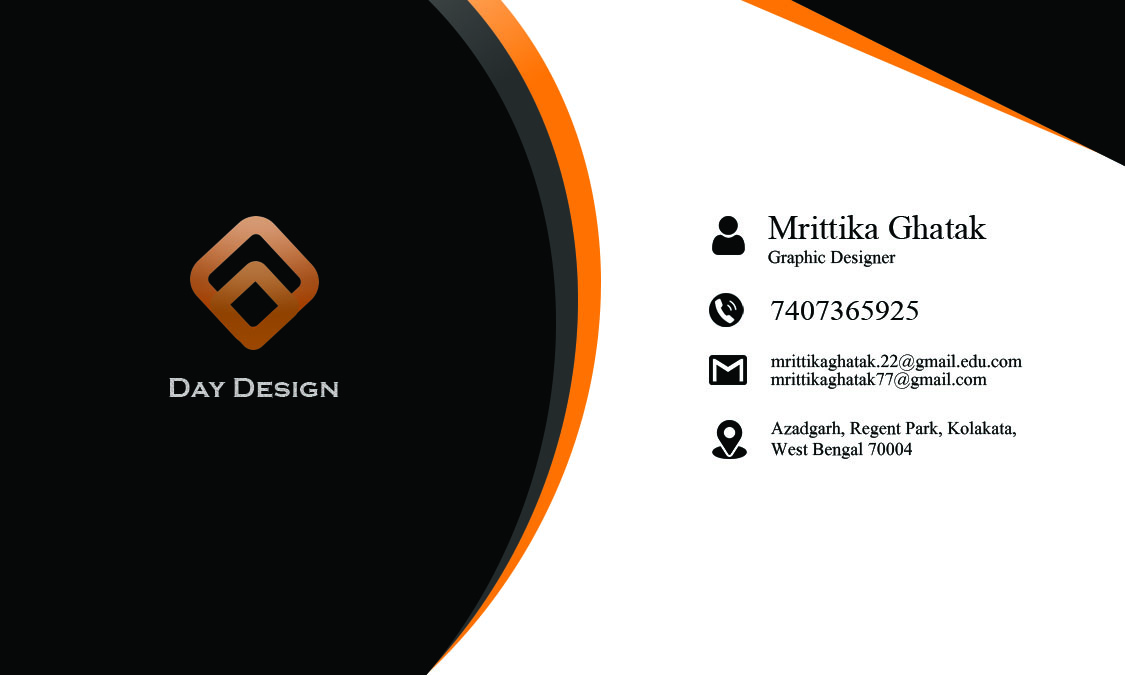 Day Design
Mrittika Ghatak
Graphic Designer
7407365925
mrittikaghatak.22@gmail.edu.com
mrittikaghatak77@gmail.com
Azadgarh, Regent Park, Kolakata,
West Bengal 70004